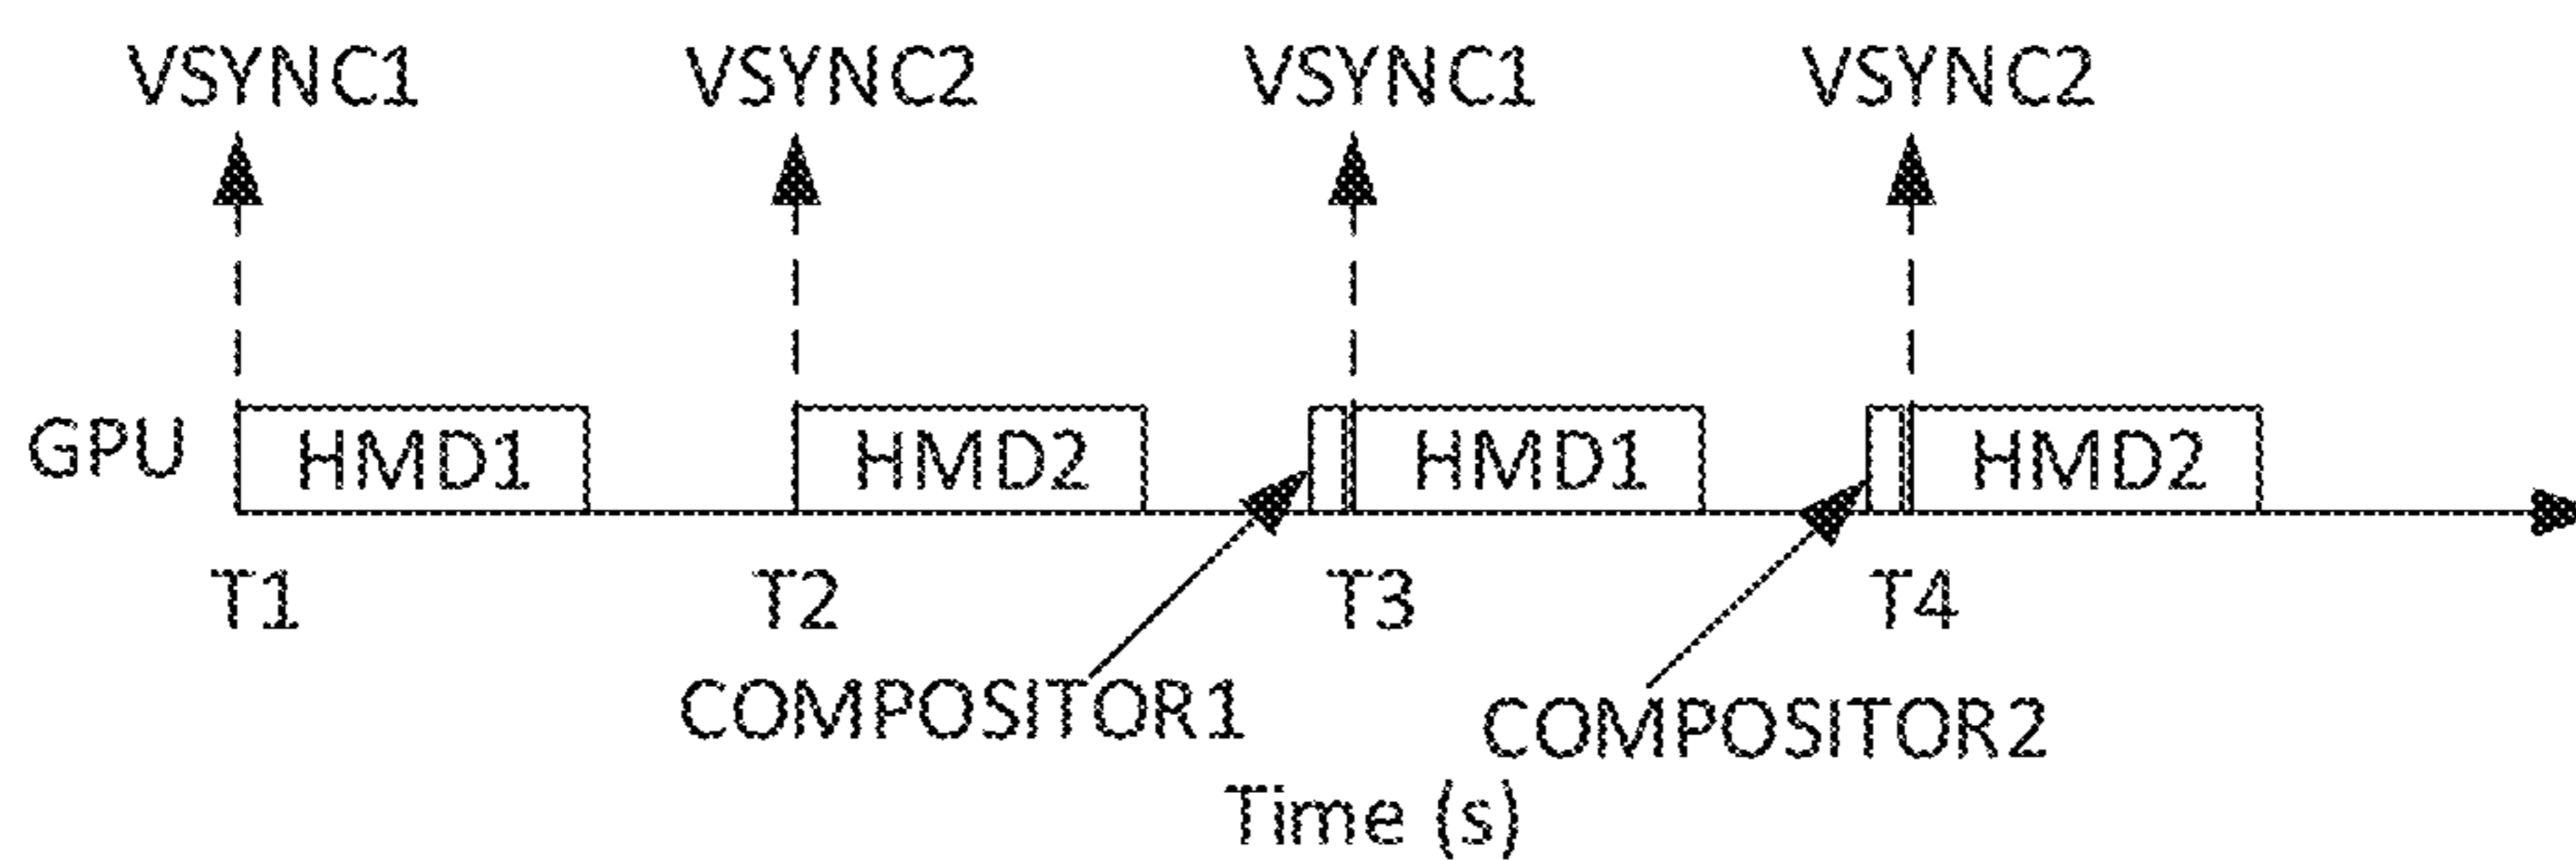 VSYNC1 VSYNC2 VSYNC1 VSYNC2
GPU HMD1 HMD2 HMD1 HMD2
T1 T2 T3 T4
COMPOSITOR1 COMPOSITOR2
Time (s)